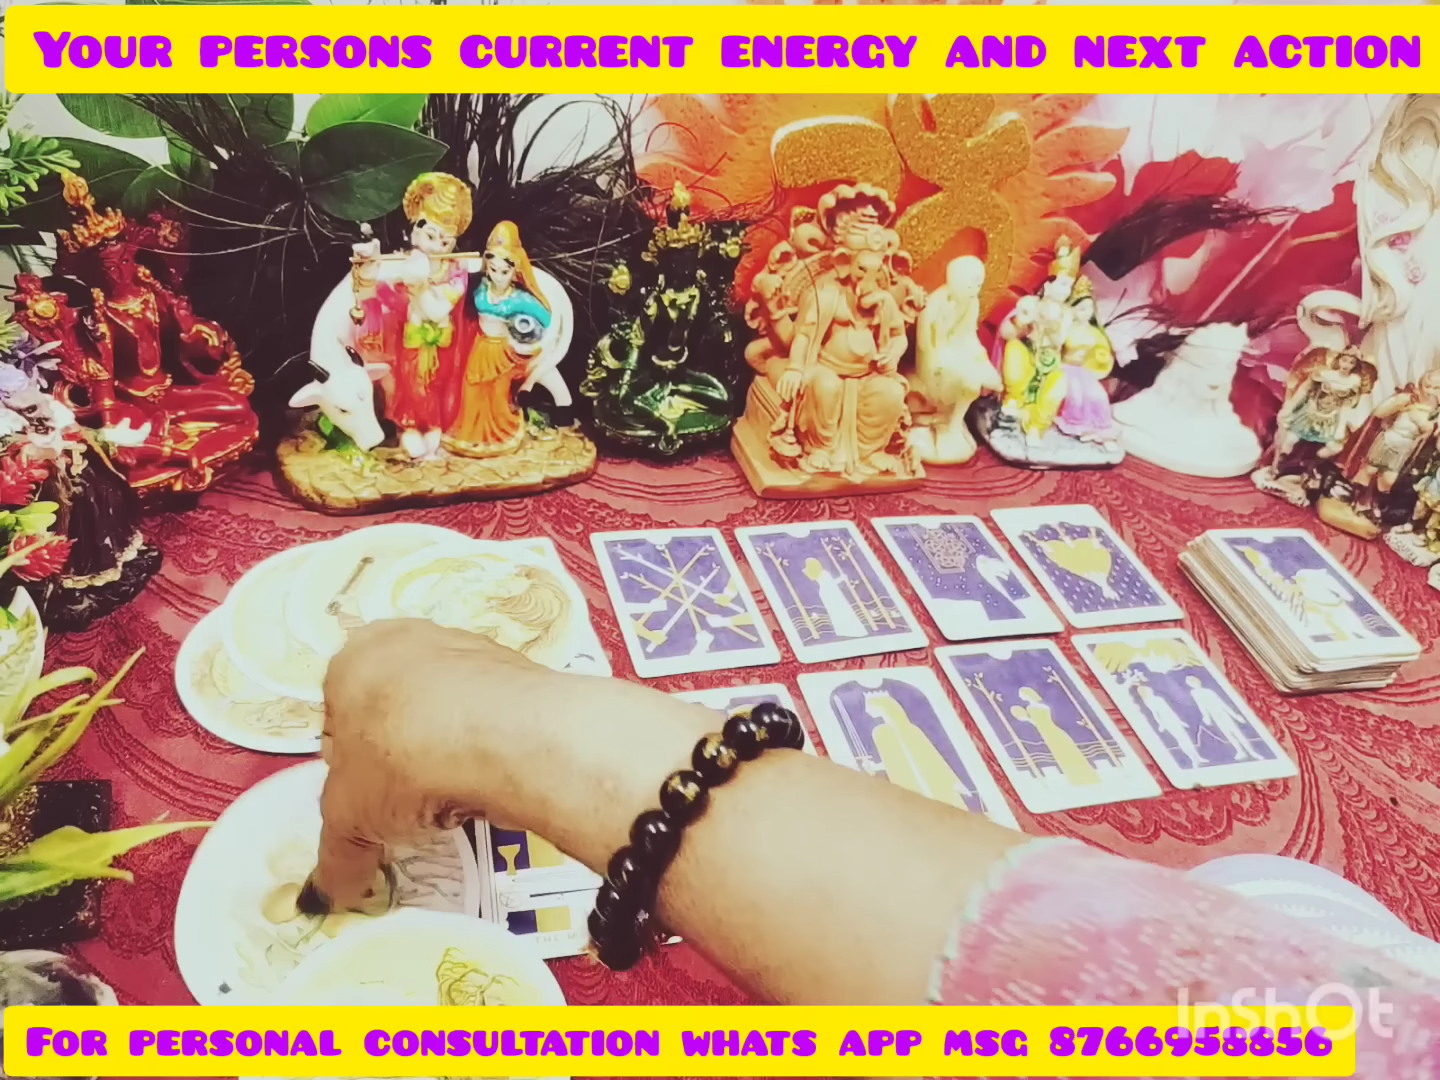 Your persons current energy and next action
For personal consultation whats app msg 8766958856
InShOt